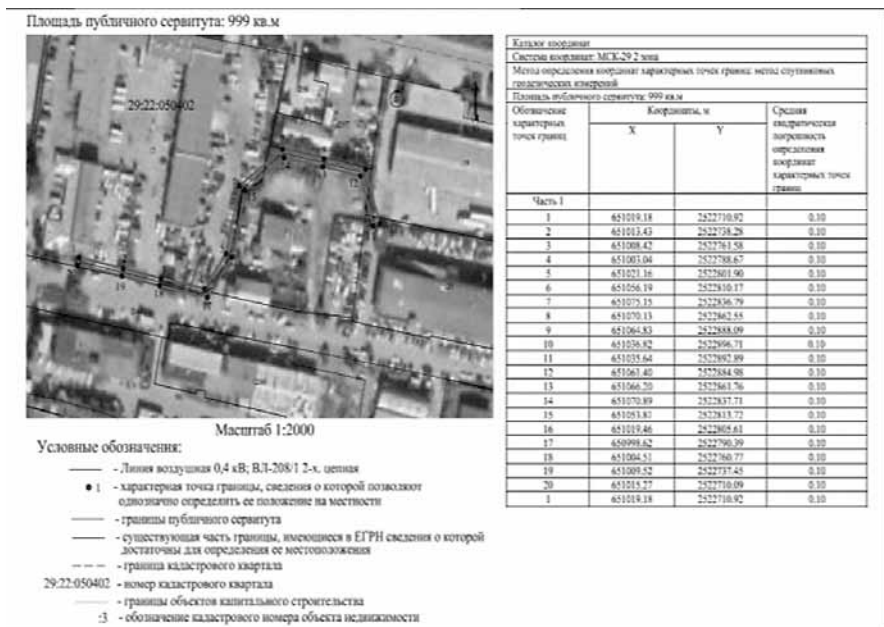 Площадь публичного сервитута: 999 кв.м
29:22:050402
19
18
12
Масштаб 1:2000
Условные обозначения:
- Линия воздушная 0,4 кВ; ВЛ-208/1 2-х. цепная
1 - характерная точка границы, сведения о которой позволяют
однозначно определить ее положение на местности
- границы публичного сервитута
- существующая часть границы, имеющиеся в ЕГРН сведения о которой
достаточны для определения ее местоположения
- граница кадастрового квартала
29:22:050402 - номер кадастрового квартала
- границы объектов капитального строительства
:3 - обозначение кадастрового номера объекта недвижимости
Каталог координат
Система координат: МСК-29 2 зона
Метод определения координат характерных точек границ: метод спутниковых
геодезических измерений
Площадь публичного сервитута: 999 кв.м
Обозначение характерных точек границ Координаты, м Средняя квадратическая погрешность определения координат характерных точек границ
X Y
Часть 1
1 651019.18 2522710.92 0.10
2 651013.43 2522738.28 0.10
3 651008.42 2522761.58 0.10
4 651003.04 2522788.67 0.10
5 651021.16 2522801.90 0.10
6 651056.19 2522810.17 0.10
7 651075.15 2522836.79 0.10
8 651070.13 2522862.55 0.10
9 651064.83 2522888.09 0.10
10 651036.82 2522896.71 0.10
11 651035.64 2522892.89 0.10
12 651061.40 2522884.98 0.10
13 651066.20 2522861.76 0.10
14 651070.89 2522837.71 0.10
15 651053.81 2522813.72 0.10
16 651019.46 2522805.61 0.10
17 650998.62 2522790.39 0.10
18 651004.51 2522760.77 0.10
19 651009.52 2522737.45 0.10
20 651015.27 2522710.09 0.10
1 651019.18 2522710.92 0.10